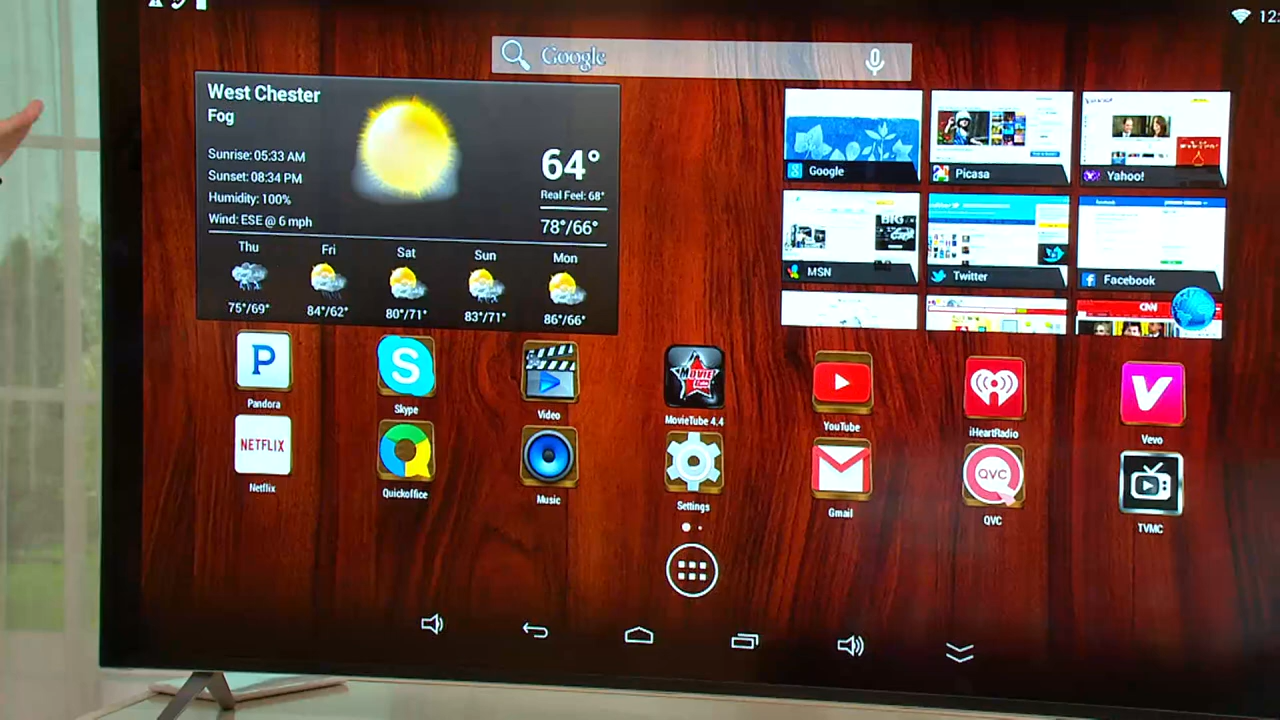 12:
Google
West Chester
Fog
Sunrise: 05:33 AM
Sunset: 08:34 PM
Humidity: 100%
Wind: ESE @ 6 mph
64°
Real Feel: 68°
78°/66°
Thu Fri Sat Sun Mon
75°/69° 84°/62° 80°/71° 83°/71° 86°/66°
Google Picasa Yahoo!
BIG
MSN Twitter Facebook
CNN
P S MOVIE V
Pandora Skype Video MovieTube 4.4 YouTube iHeartRadio Vevo
NETFLIX QVC
Netflix Quickoffice Music Settings Gmail QVC TVMC